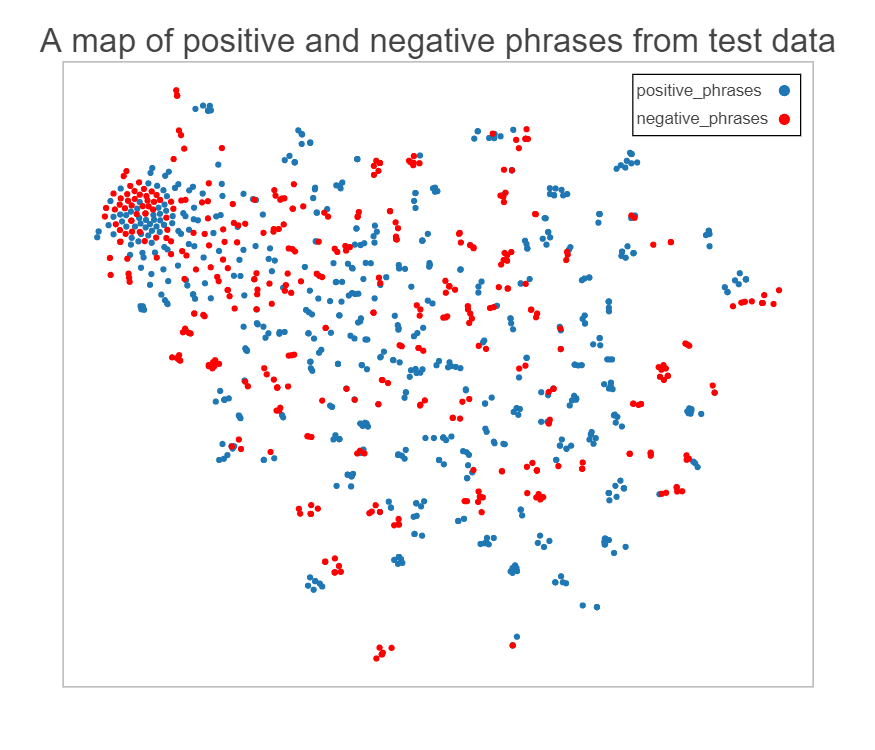 A map of positive and negative phrases from test data
positive_phrases
negative_phrases